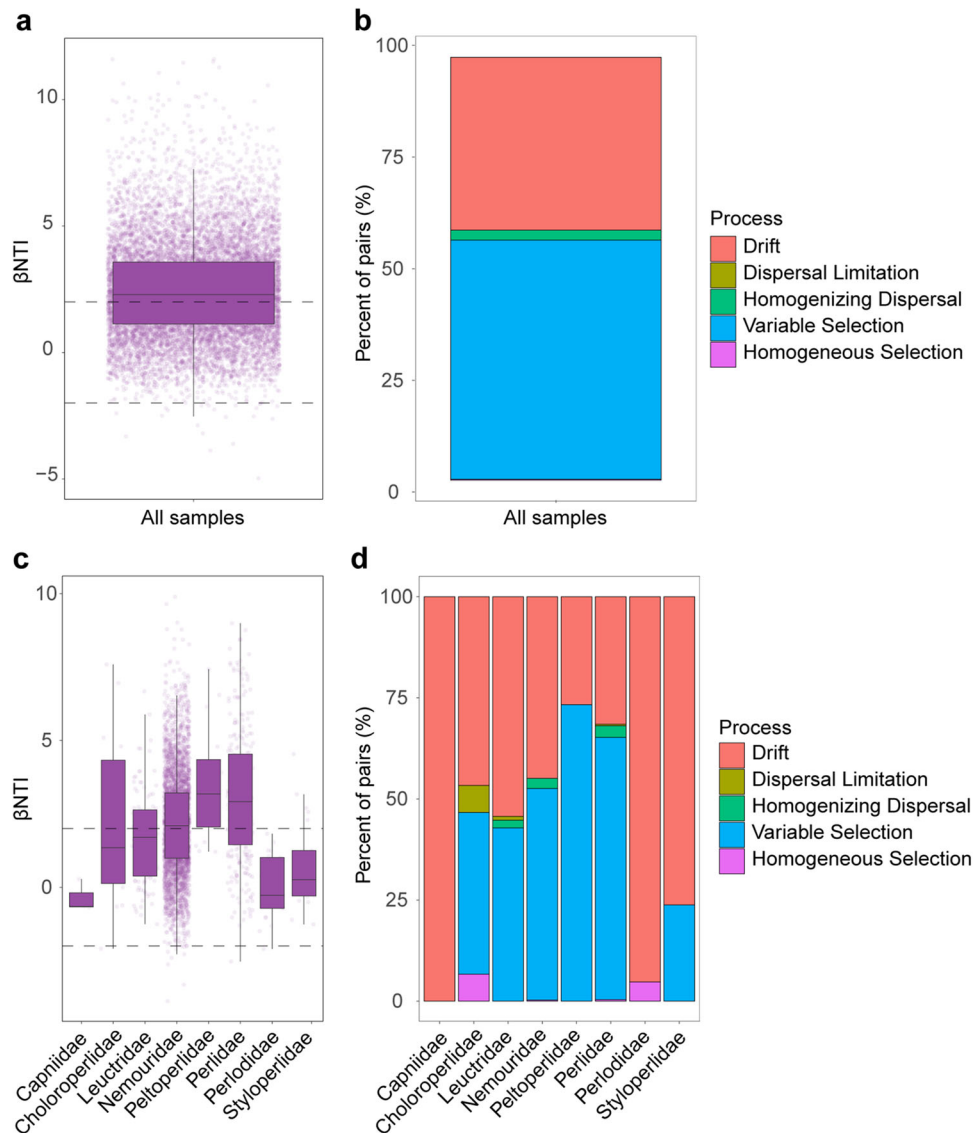 a
βNTI
10
5
0
−5
All samples
b
Percent of pairs (%)
100
75
50
25
0
All samples
Process
Drift
Dispersal Limitation
Homogenizing Dispersal
Variable Selection
Homogeneous Selection
c
βNTI
10
5
0
Capniidae
Choloroperlidae
Leuctridae
Nemouridae
Peltoperlidae
Perlidae
Perlodidae
Styloperlidae
d
Percent of pairs (%)
100
75
50
25
0
Capniidae
Choloroperlidae
Leuctridae
Nemouridae
Peltoperlidae
Perlidae
Perlodidae
Styloperlidae
Process
Drift
Dispersal Limitation
Homogenizing Dispersal
Variable Selection
Homogeneous Selection